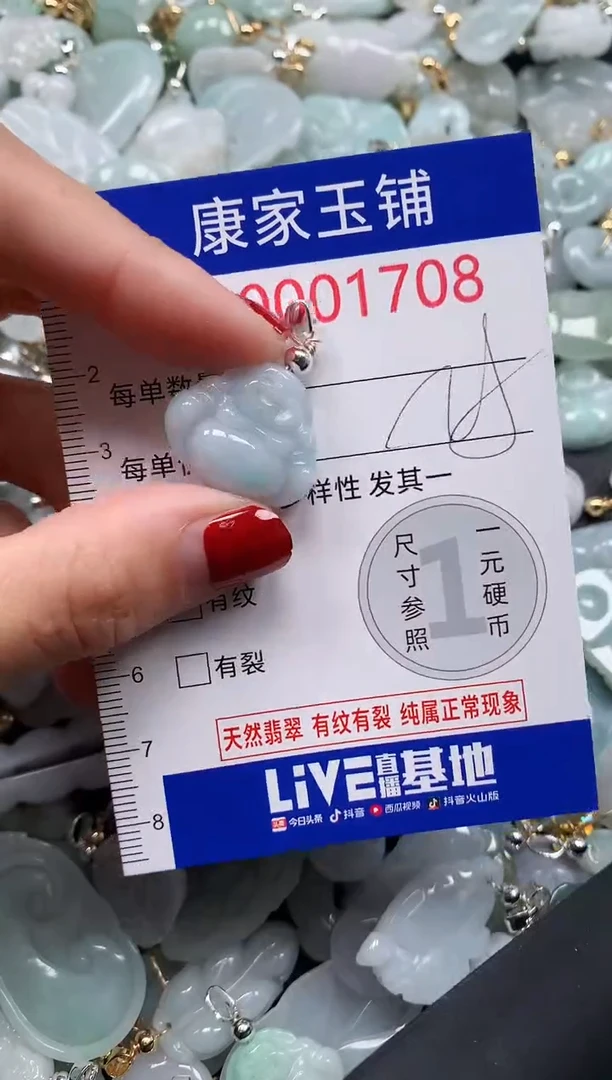 康家玉铺
0001708
2
每单数
3
每单
样性 发其一
一元硬币
尺寸参照
1
有纹
6
有裂
天然翡翠 有纹有裂 纯属正常现象
7
LiVE直播基地
8
头条 今日头条 抖音 西瓜视频 抖音火山版